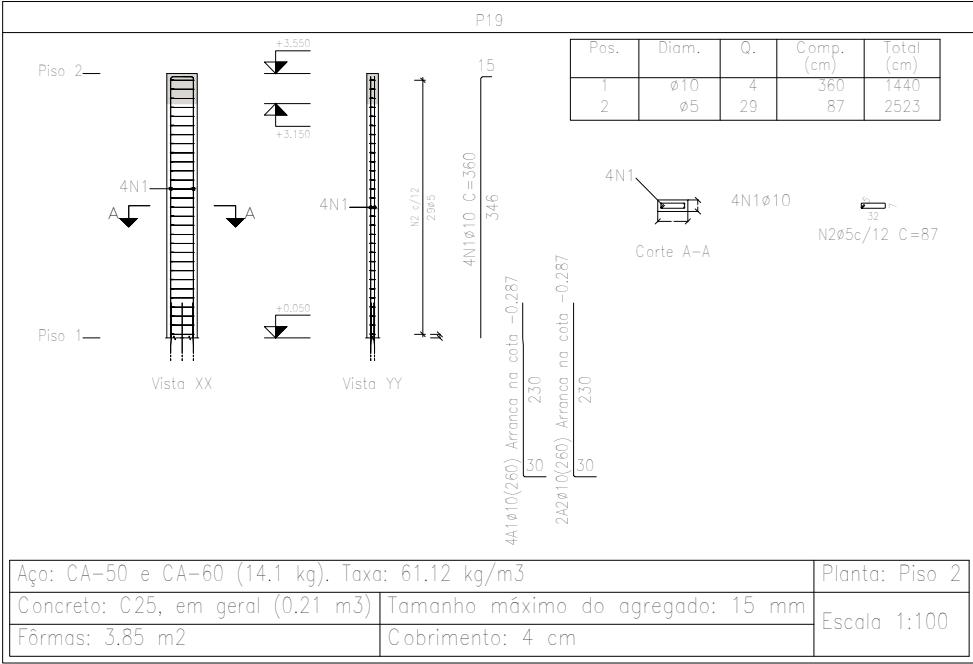 P19
+3.550
Piso 2
15
+3.150
4N1
4N1
A
A
N2 c/12
29ø5
4N1ø10 C=360
346
+0.050
Piso 1
Vista XX
Vista YY
Pos. Diam. Q. Comp. (cm) Total (cm)
1 ø10 4 360 1440
2 ø5 29 87 2523
4N1
4N1ø10
Corte A-A
32
7
N2ø5c/12 C=87
4A1ø10(260) Arranca na cota -0.287
230
30
2A2ø10(260) Arranca na cota -0.287
230
30
Aço: CA-50 e CA-60 (14.1 kg). Taxa: 61.12 kg/m3
Planta: Piso 2
Concreto: C25, em geral (0.21 m3)
Tamanho máximo do agregado: 15 mm
Escala 1:100
Fôrmas: 3.85 m2
Cobrimento: 4 cm